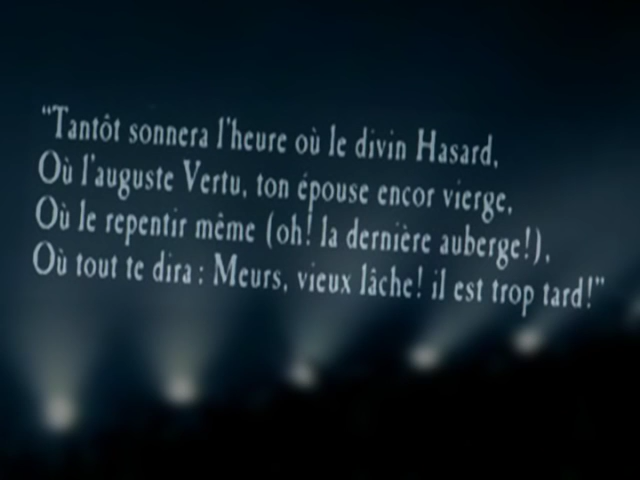 “Tantôt sonnera l'heure où le divin Hasard,
Où l'auguste Vertu, ton épouse encor vierge,
Où le repentir même (oh! la dernière auberge!),
Où tout te dira : Meurs, vieux lâche! il est trop tard!”